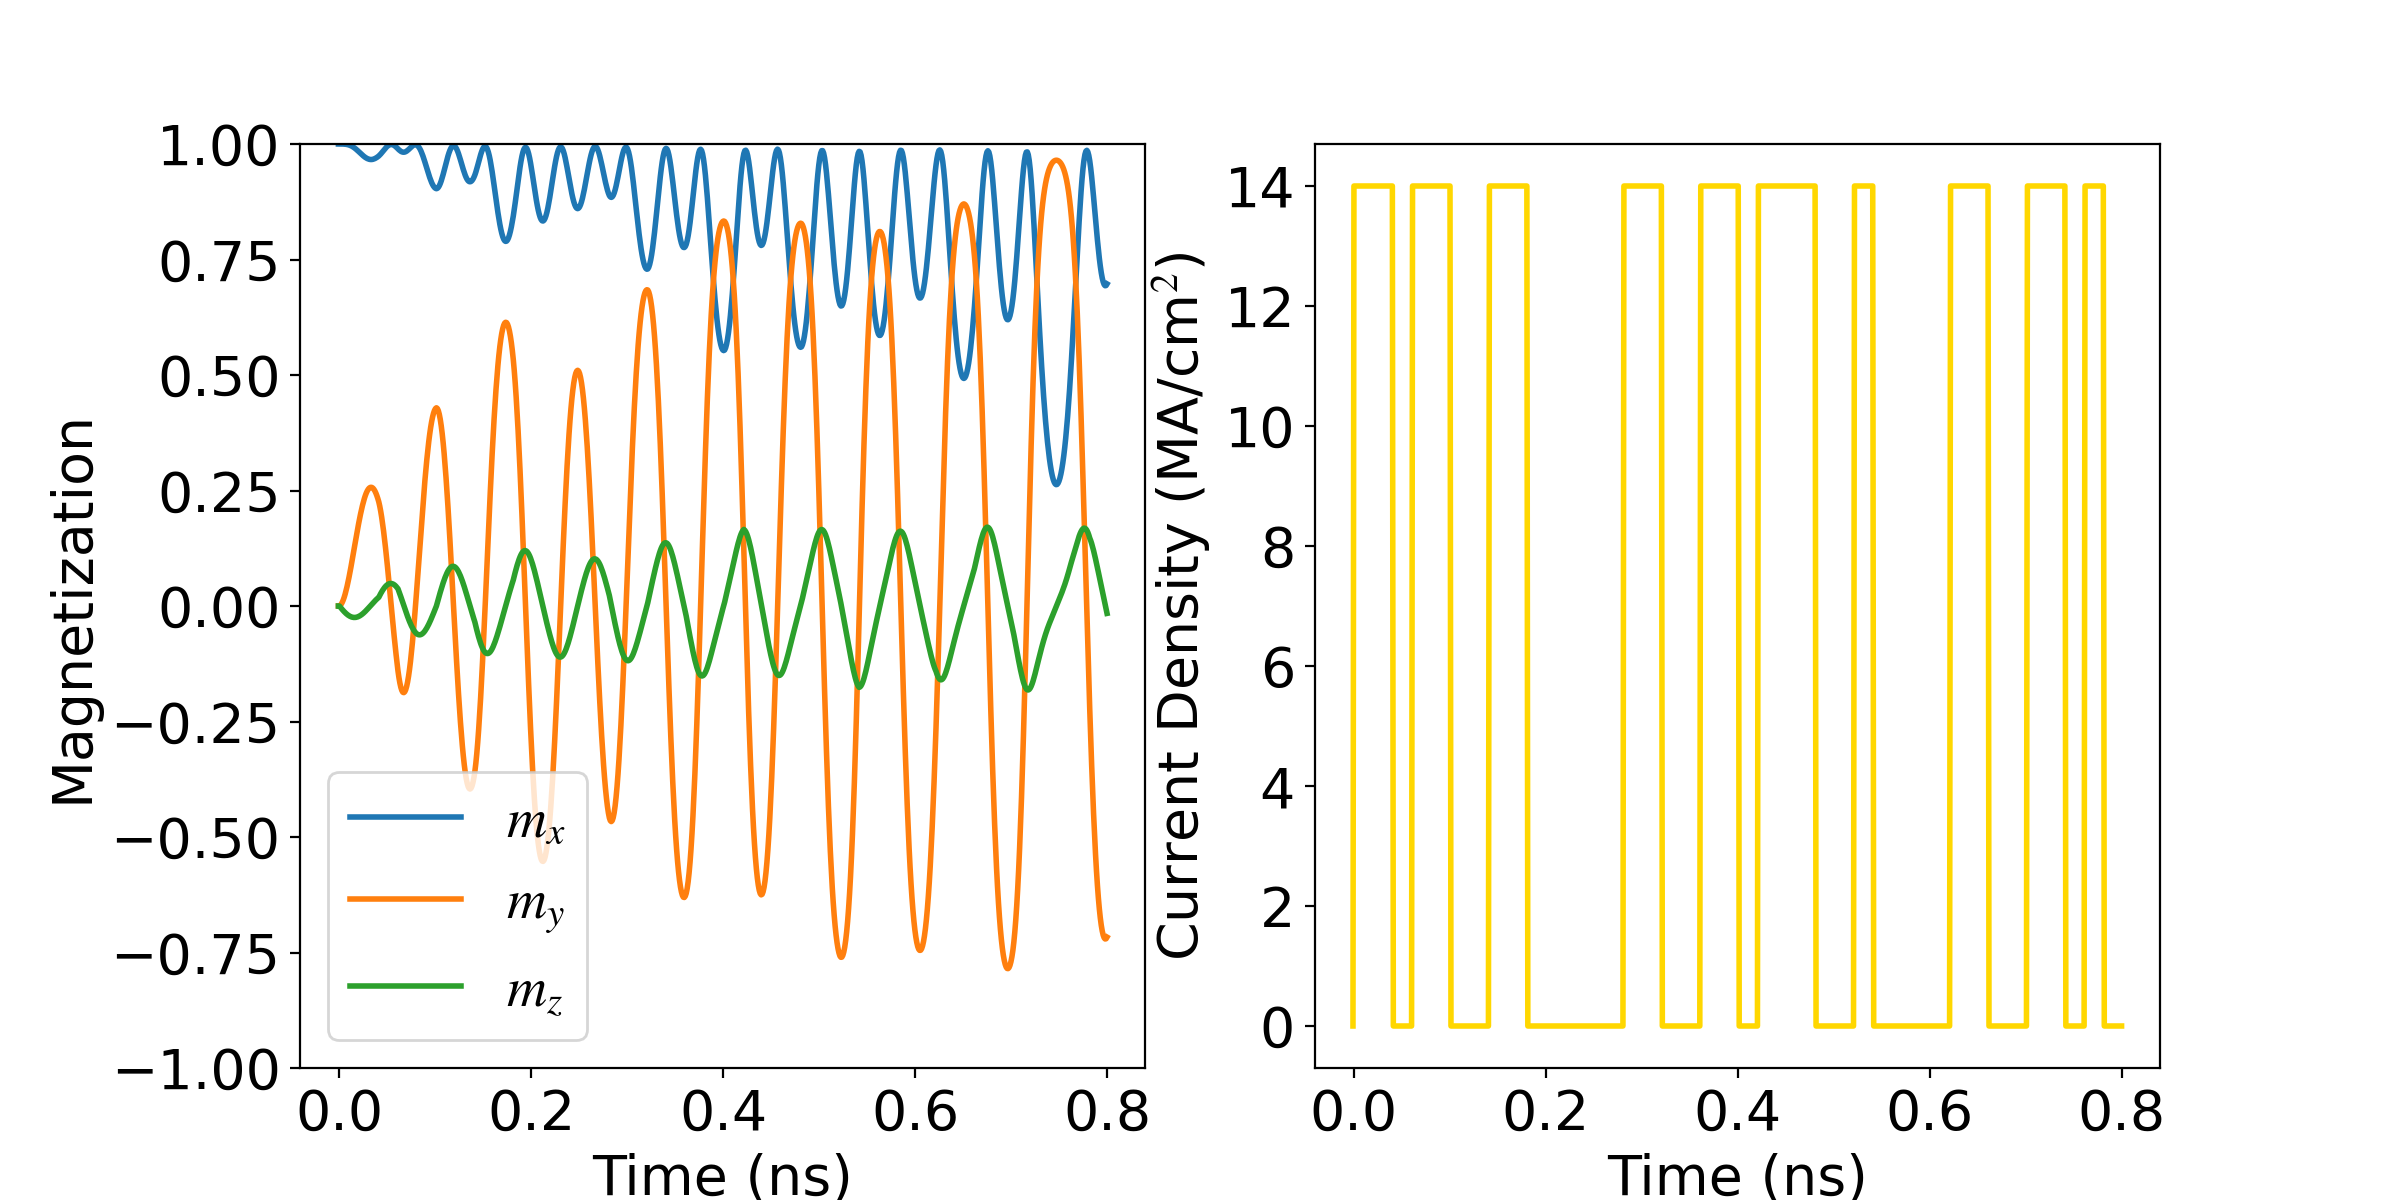 1.00
0.75
0.50
0.25
0.00
−0.25
−0.50
−0.75
−1.00
Magnetization
m_x
m_y
m_z
0.0 0.2 0.4 0.6 0.8
Time (ns)
14
12
10
8
6
4
2
0
Current Density (MA/cm²)
0.0 0.2 0.4 0.6 0.8
Time (ns)